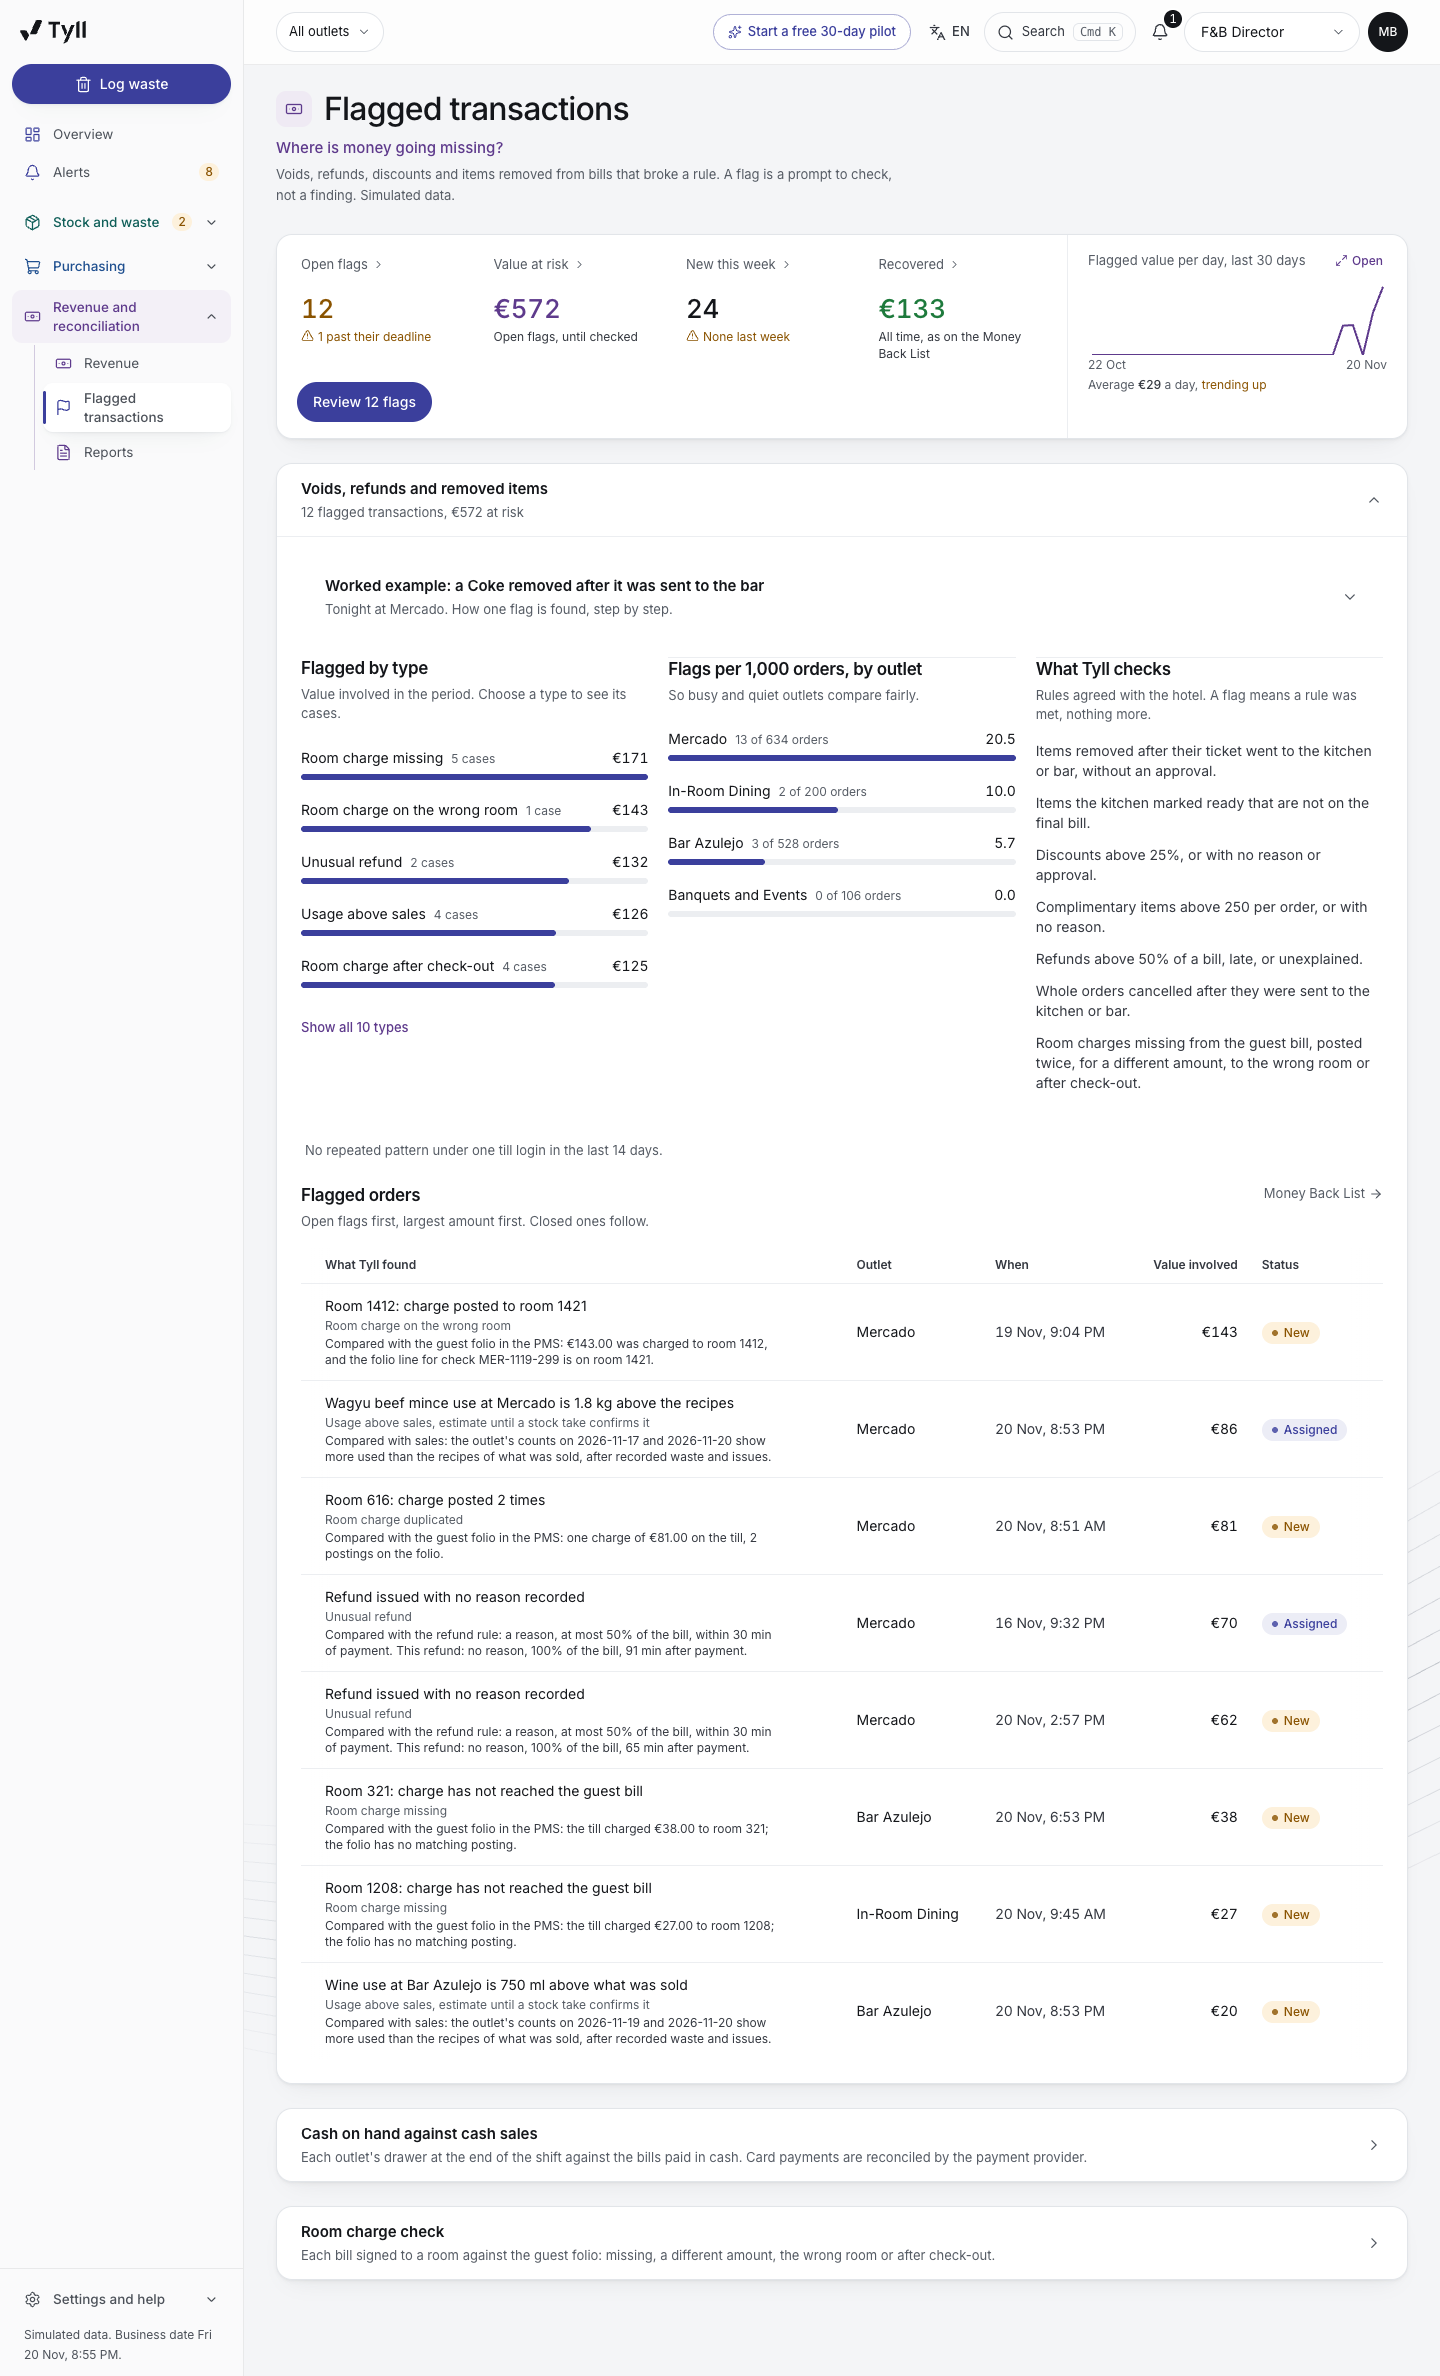 Tyll
Log waste
Overview
Alerts 8
Stock and waste 2
Purchasing
Revenue and
reconciliation
Revenue
Flagged
transactions
Reports
Settings and help
Simulated data. Business date Fri
20 Nov, 8:55 PM.
All outlets
Start a free 30-day pilot
EN
Search Cmd K
1
F&B Director
MB
Flagged transactions
Where is money going missing?
Voids, refunds, discounts and items removed from bills that broke a rule. A flag is a prompt to check,
not a finding. Simulated data.
Open flags
12
1 past their deadline
Value at risk
€572
Open flags, until checked
New this week
24
None last week
Recovered
€133
All time, as on the Money
Back List
Review 12 flags
Flagged value per day, last 30 days
Open
22 Oct 20 Nov
Average €29 a day, trending up
Voids, refunds and removed items
12 flagged transactions, €572 at risk
Worked example: a Coke removed after it was sent to the bar
Tonight at Mercado. How one flag is found, step by step.
Flagged by type
Value involved in the period. Choose a type to see its
cases.
Room charge missing 5 cases €171
Room charge on the wrong room 1 case €143
Unusual refund 2 cases €132
Usage above sales 4 cases €126
Room charge after check-out 4 cases €125
Show all 10 types
Flags per 1,000 orders, by outlet
So busy and quiet outlets compare fairly.
Mercado 13 of 634 orders 20.5
In-Room Dining 2 of 200 orders 10.0
Bar Azulejo 3 of 528 orders 5.7
Banquets and Events 0 of 106 orders 0.0
What Tyll checks
Rules agreed with the hotel. A flag means a rule was
met, nothing more.
Items removed after their ticket went to the kitchen
or bar, without an approval.
Items the kitchen marked ready that are not on the
final bill.
Discounts above 25%, or with no reason or
approval.
Complimentary items above 250 per order, or with
no reason.
Refunds above 50% of a bill, late, or unexplained.
Whole orders cancelled after they were sent to the
kitchen or bar.
Room charges missing from the guest bill, posted
twice, for a different amount, to the wrong room or
after check-out.
No repeated pattern under one till login in the last 14 days.
Flagged orders
Money Back List
Open flags first, largest amount first. Closed ones follow.
What Tyll found Outlet When Value involved Status
Room 1412: charge posted to room 1421
Room charge on the wrong room
Compared with the guest folio in the PMS: €143.00 was charged to room 1412,
and the folio line for check MER-1119-299 is on room 1421.
Mercado 19 Nov, 9:04 PM €143 New
Wagyu beef mince use at Mercado is 1.8 kg above the recipes
Usage above sales, estimate until a stock take confirms it
Compared with sales: the outlet's counts on 2026-11-17 and 2026-11-20 show
more used than the recipes of what was sold, after recorded waste and issues.
Mercado 20 Nov, 8:53 PM €86 Assigned
Room 616: charge posted 2 times
Room charge duplicated
Compared with the guest folio in the PMS: one charge of €81.00 on the till, 2
postings on the folio.
Mercado 20 Nov, 8:51 AM €81 New
Refund issued with no reason recorded
Unusual refund
Compared with the refund rule: a reason, at most 50% of the bill, within 30 min
of payment. This refund: no reason, 100% of the bill, 91 min after payment.
Mercado 16 Nov, 9:32 PM €70 Assigned
Refund issued with no reason recorded
Unusual refund
Compared with the refund rule: a reason, at most 50% of the bill, within 30 min
of payment. This refund: no reason, 100% of the bill, 65 min after payment.
Mercado 20 Nov, 2:57 PM €62 New
Room 321: charge has not reached the guest bill
Room charge missing
Compared with the guest folio in the PMS: the till charged €38.00 to room 321;
the folio has no matching posting.
Bar Azulejo 20 Nov, 6:53 PM €38 New
Room 1208: charge has not reached the guest bill
Room charge missing
Compared with the guest folio in the PMS: the till charged €27.00 to room 1208;
the folio has no matching posting.
In-Room Dining 20 Nov, 9:45 AM €27 New
Wine use at Bar Azulejo is 750 ml above what was sold
Usage above sales, estimate until a stock take confirms it
Compared with sales: the outlet's counts on 2026-11-19 and 2026-11-20 show
more used than the recipes of what was sold, after recorded waste and issues.
Bar Azulejo 20 Nov, 8:53 PM €20 New
Cash on hand against cash sales
Each outlet's drawer at the end of the shift against the bills paid in cash. Card payments are reconciled by the payment provider.
Room charge check
Each bill signed to a room against the guest folio: missing, a different amount, the wrong room or after check-out.